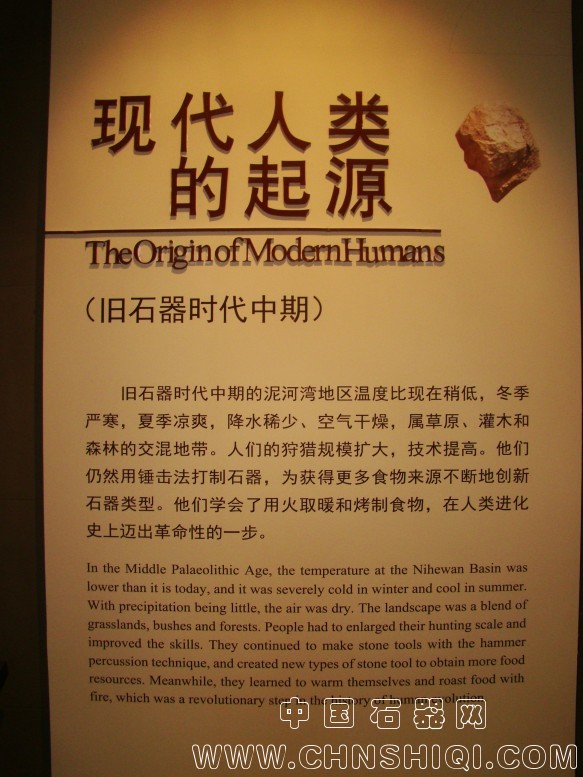 现代人类
的起源
The Origin of Modern Humans
（旧石器时代中期）
旧石器时代中期的泥河湾地区温度比现在稍低，冬季
严寒，夏季凉爽，降水稀少、空气干燥，属草原、灌木和
森林的交混地带。人们的狩猎规模扩大，技术提高。他们
仍然用锤击法打制石器，为获得更多食物来源不断地创新
石器类型。他们学会了用火取暖和烤制食物，在人类进化
史上迈出革命性的一步。
In the Middle Palaeolithic Age, the temperature at the Nihewan Basin was
lower than it is today, and it was severely cold in winter and cool in summer.
With precipitation being little, the air was dry. The landscape was a blend of
grasslands, bushes and forests. People had to enlarged their hunting scale and
improved the skills. They continued to make stone tools with the hammer
percussion technique, and created new types of stone tool to obtain more food
resources. Meanwhile, they learned to warm themselves and roast food with
fire, which was a revolutionary step in the history of human evolution.
中国石器网
WWW.CHNSHIQI.COM